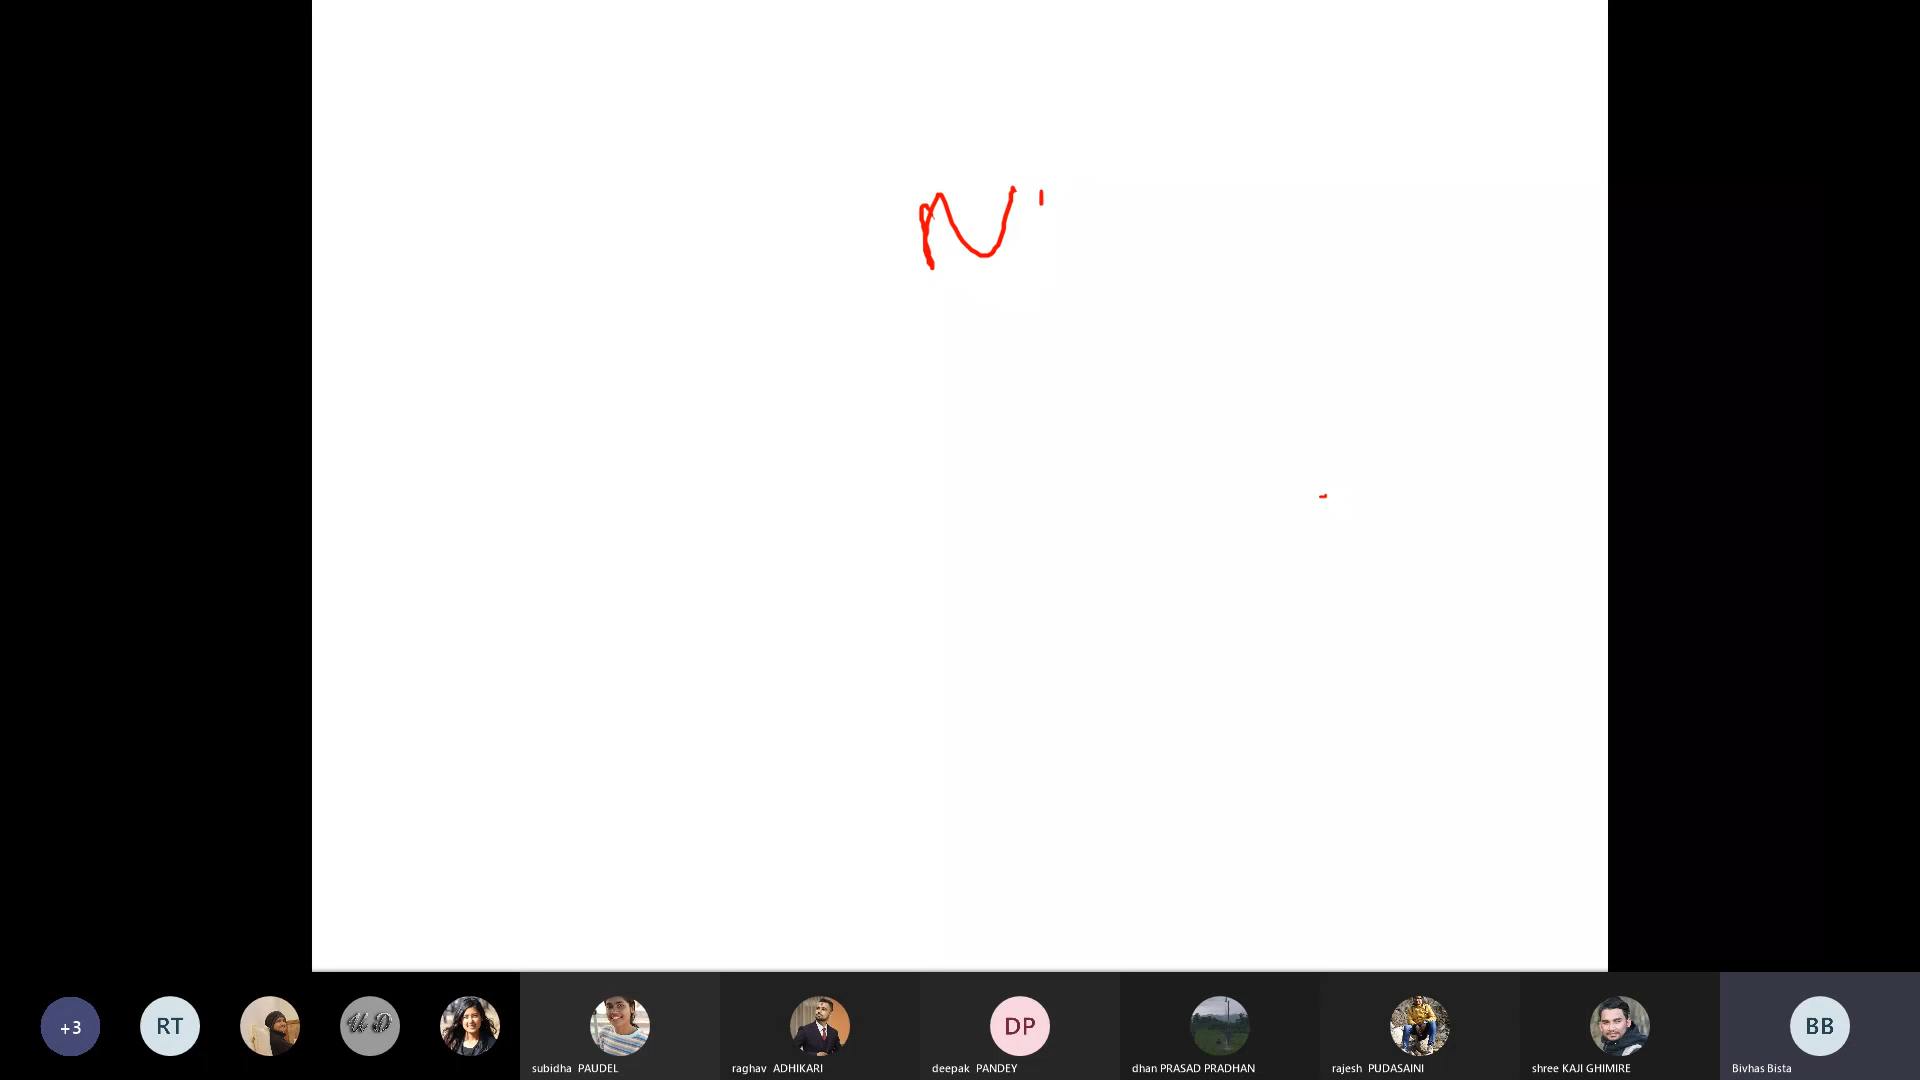 N'
+3
RT
U D
subidha PAUDEL
raghav ADHIKARI
DP
deepak PANDEY
dhan PRASAD PRADHAN
rajesh PUDASAINI
shree KAJI GHIMIRE
BB
Bivhas Bista